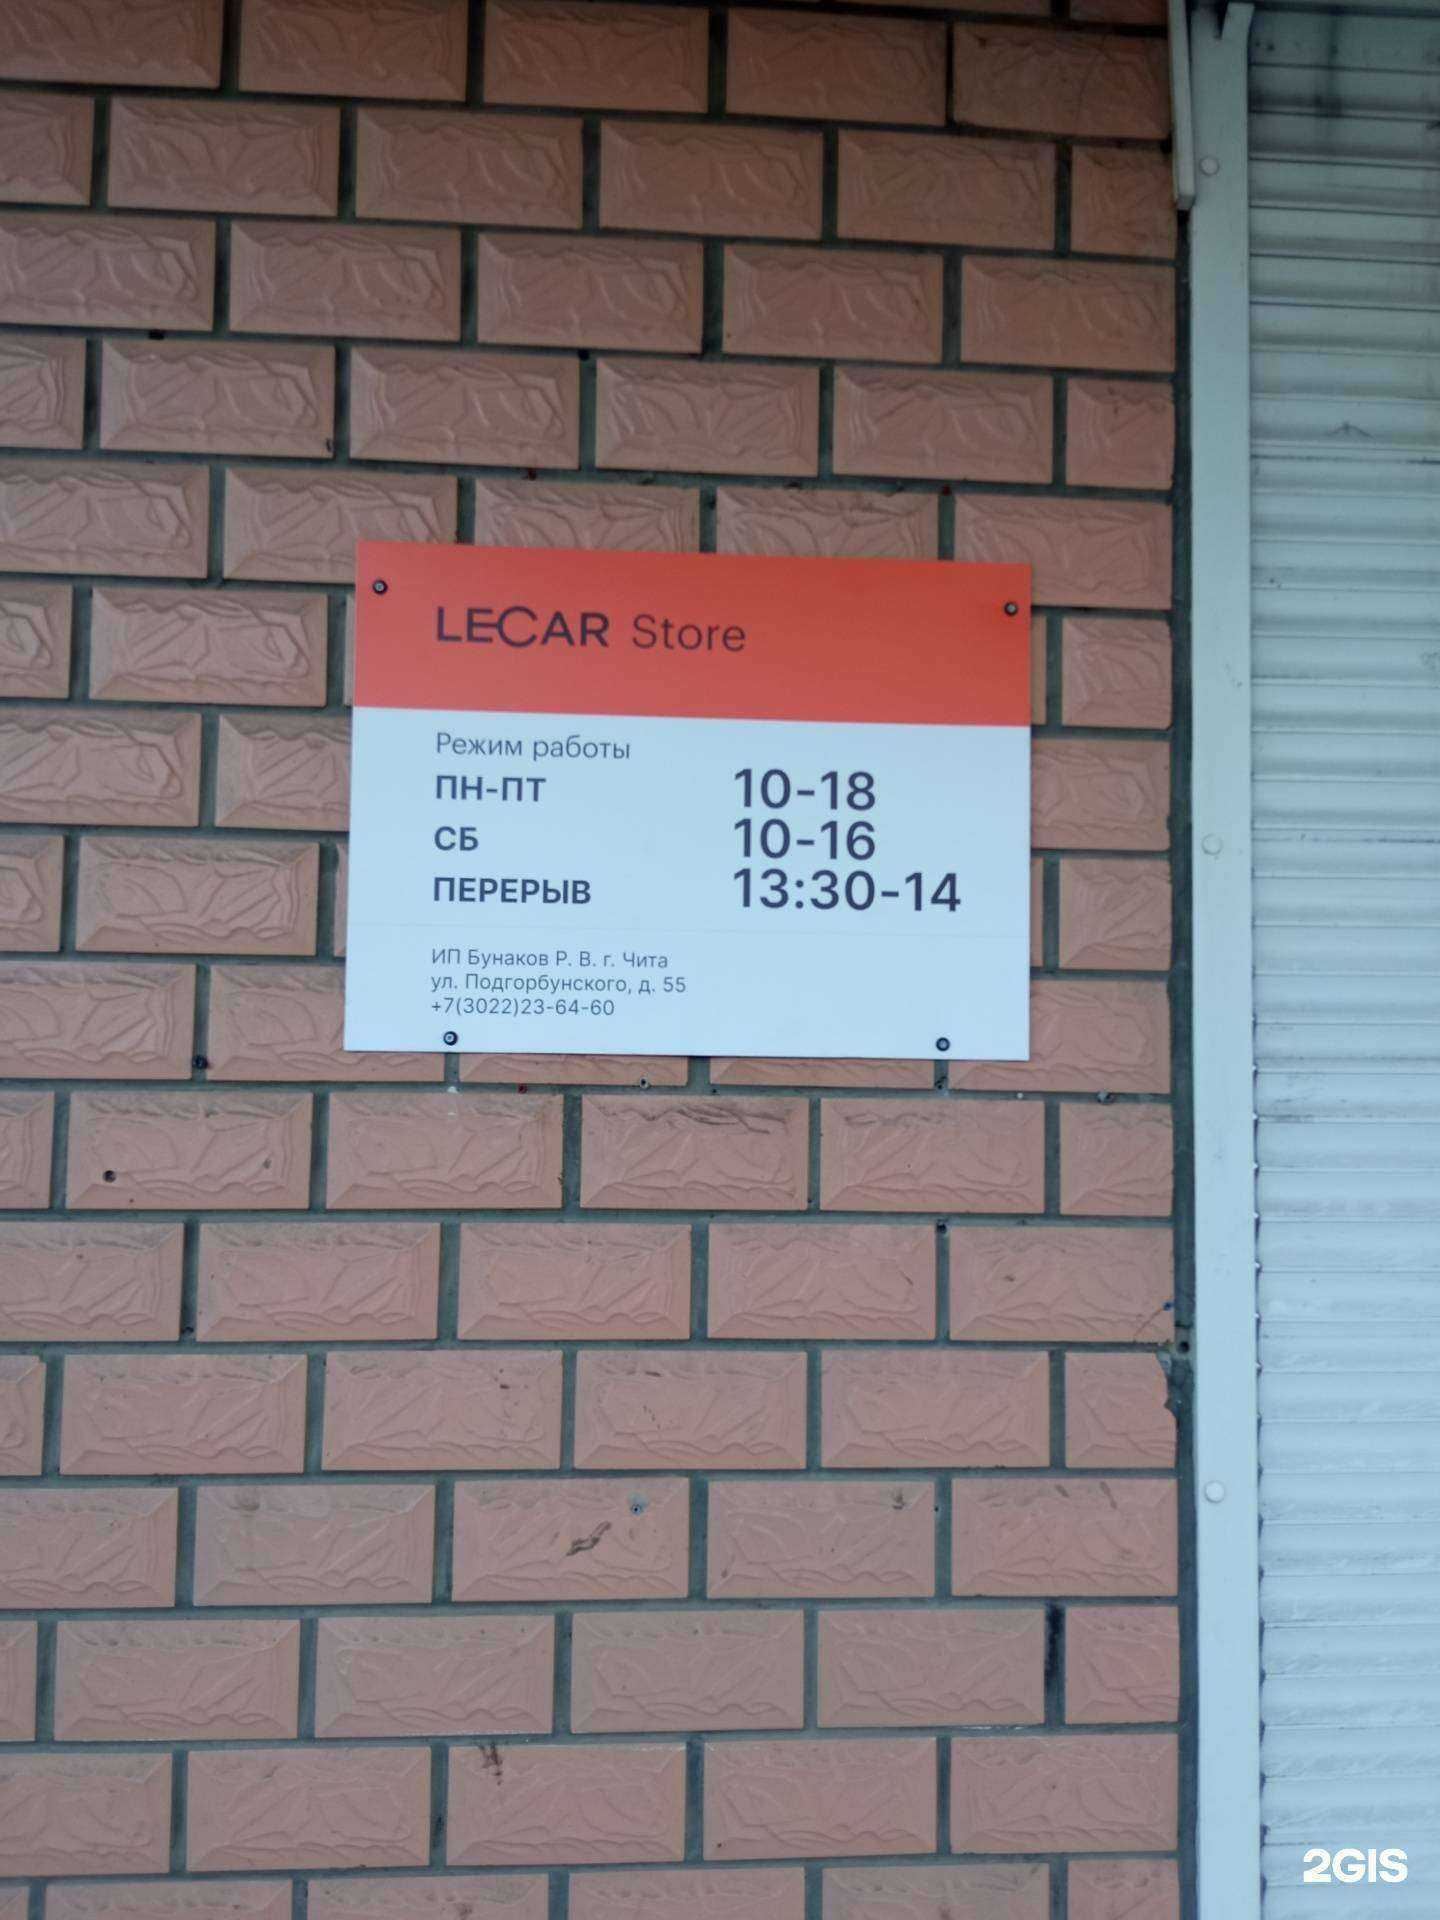 LECAR Store
Режим работы
ПН-ПТ 10-18
СБ 10-16
ПЕРЕРЫВ 13:30-14
ИП Бунаков Р. В. г. Чита
ул. Подгорбунского, д. 55
+7(3022)23-64-60
2GIS